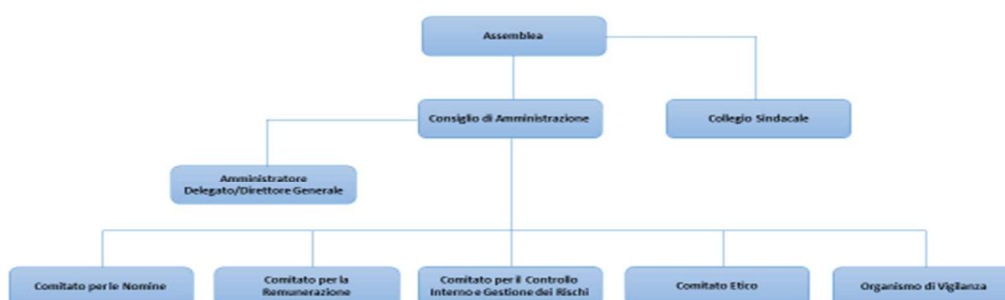 Assemblea
Consiglio di Amministrazione
Collegio Sindacale
Amministratore
Delegato/Direttore Generale
Comitato per le Nomine
Comitato per la
Remunerazione
Comitato per il Controllo
Interno e Gestione dei Rischi
Comitato Etico
Organismo di Vigilanza